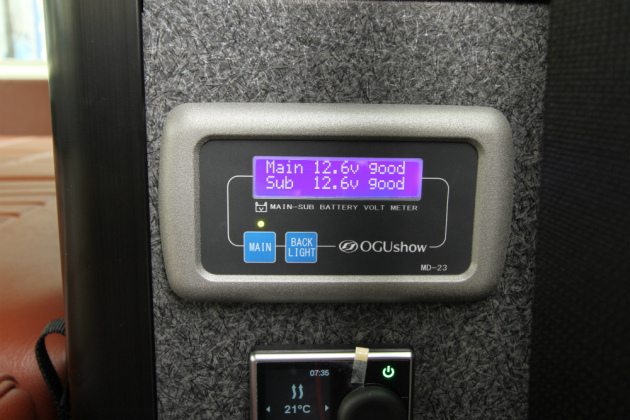 Main 12.6v good
Sub 12.6v good
MAIN-SUB BATTERY VOLT METER
MAIN
BACK
LIGHT
OGUshow
MD-23
07:35
21°C